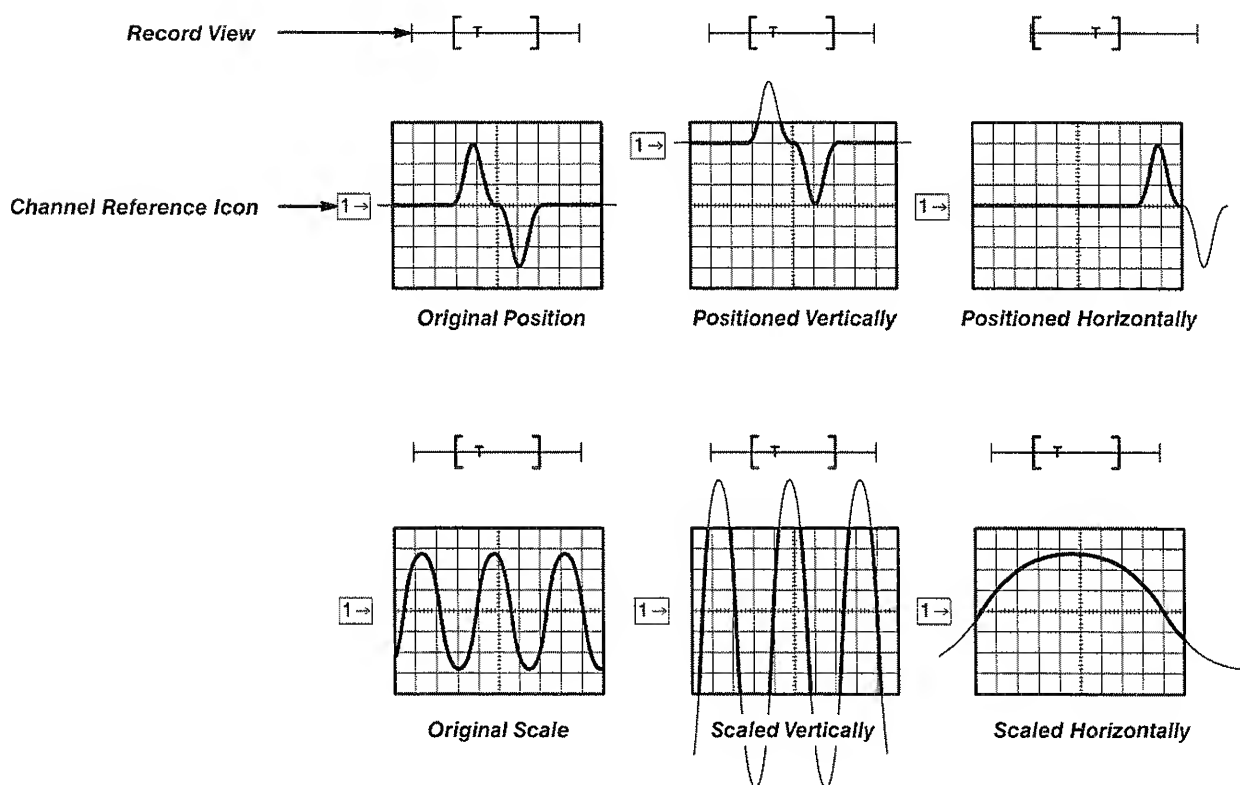 Record View
[ T ]
[ T ]
[ T ]
Channel Reference Icon
1→
1→
1→
Original Position
Positioned Vertically
Positioned Horizontally
[ T ]
[ T ]
[ T ]
1→
1→
1→
Original Scale
Scaled Vertically
Scaled Horizontally